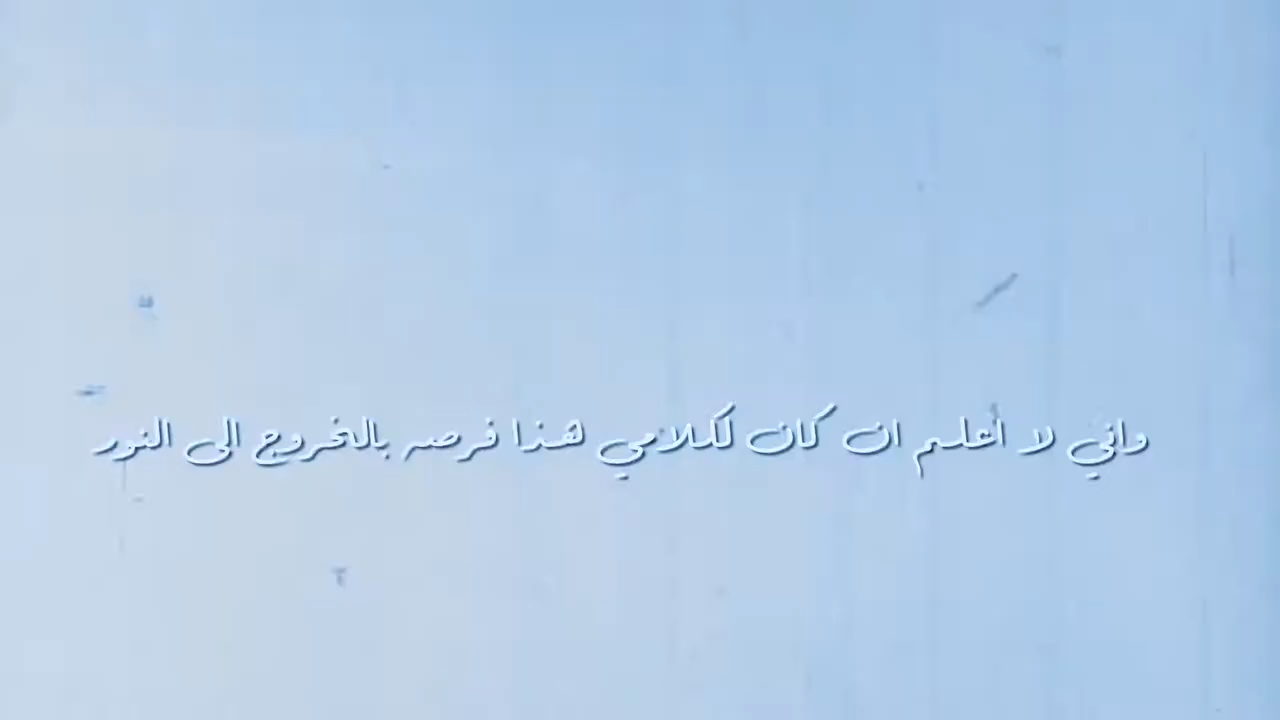 واني لا أعلم ان كان لكلامي هذا فرصه بالخروج الى النور